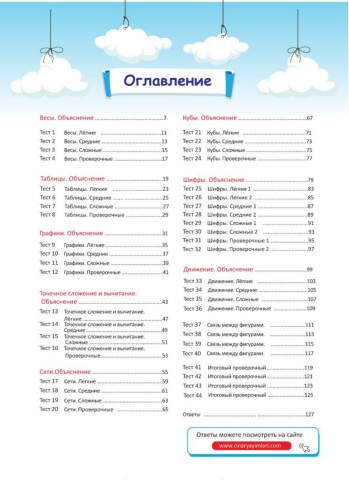 Оглавление
Весы. Объяснение ........................7
Тест 1 Весы. Лёгкие ........................11
Тест 2 Весы. Средние ........................13
Тест 3 Весы. Сложные ........................15
Тест 4 Весы. Проверочные ........................17
Таблицы. Объяснение ........................19
Тест 5 Таблицы. Лёгкие ........................23
Тест 6 Таблицы. Средние ........................25
Тест 7 Таблицы. Сложные ........................27
Тест 8 Таблицы. Проверочные ........................29
Графики. Объяснение ........................31
Тест 9 Графики. Лёгкие ........................35
Тест 10 Графики. Средние ........................37
Тест 11 Графики. Сложные ........................39
Тест 12 Графики. Проверочные ........................41
Точечное сложение и вычитание.
Объяснение ........................43
Тест 13 Точечное сложение и вычитание.
Лёгкие ........................47
Тест 14 Точечное сложение и вычитание.
Средние ........................49
Тест 15 Точечное сложение и вычитание.
Сложные ........................51
Тест 16 Точечное сложение и вычитание.
Проверочные ........................53
Сети.Объяснение ........................55
Тест 17 Сети. Лёгкие ........................59
Тест 18 Сети. Средние ........................61
Тест 19 Сети. Сложные ........................63
Тест 20 Сети. Проверочные ........................65
Кубы. Объяснение ........................67
Тест 21 Кубы. Лёгкие ........................71
Тест 22 Кубы. Средние ........................73
Тест 23 Кубы. Сложные ........................75
Тест 24 Кубы. Проверочные ........................77
Шифры. Объяснение ........................79
Тест 25 Шифры. Лёгкие 1 ........................83
Тест 26 Шифры. Лёгкие 2 ........................85
Тест 27 Шифры. Средние 1 ........................87
Тест 28 Шифры. Средние 2 ........................89
Тест 29 Шифры. Сложные 1 ........................91
Тест 30 Шифры. Сложные 2 ........................93
Тест 31 Шифры. Проверочные 1 ........................95
Тест 32 Шифры. Проверочные 2 ........................97
Движение. Объяснение ........................99
Тест 33 Движение. Лёгкие ........................103
Тест 34 Движение. Средние ........................105
Тест 35 Движение. Сложные ........................107
Тест 36 Движение. Проверочные ........................109
Тест 37 Связь между фигурами. ........................111
Тест 38 Связь между фигурами. ........................113
Тест 39 Связь между фигурами. ........................115
Тест 40 Связь между фигурами. ........................117
Тест 41 Итоговый проверочный ........................119
Тест 42 Итоговый проверочный ........................121
Тест 43 Итоговый проверочный ........................123
Тест 44 Итоговый проверочный ........................125
Ответы ........................127
Ответы можете посмотреть на сайте
www.cinaryayimlari.com